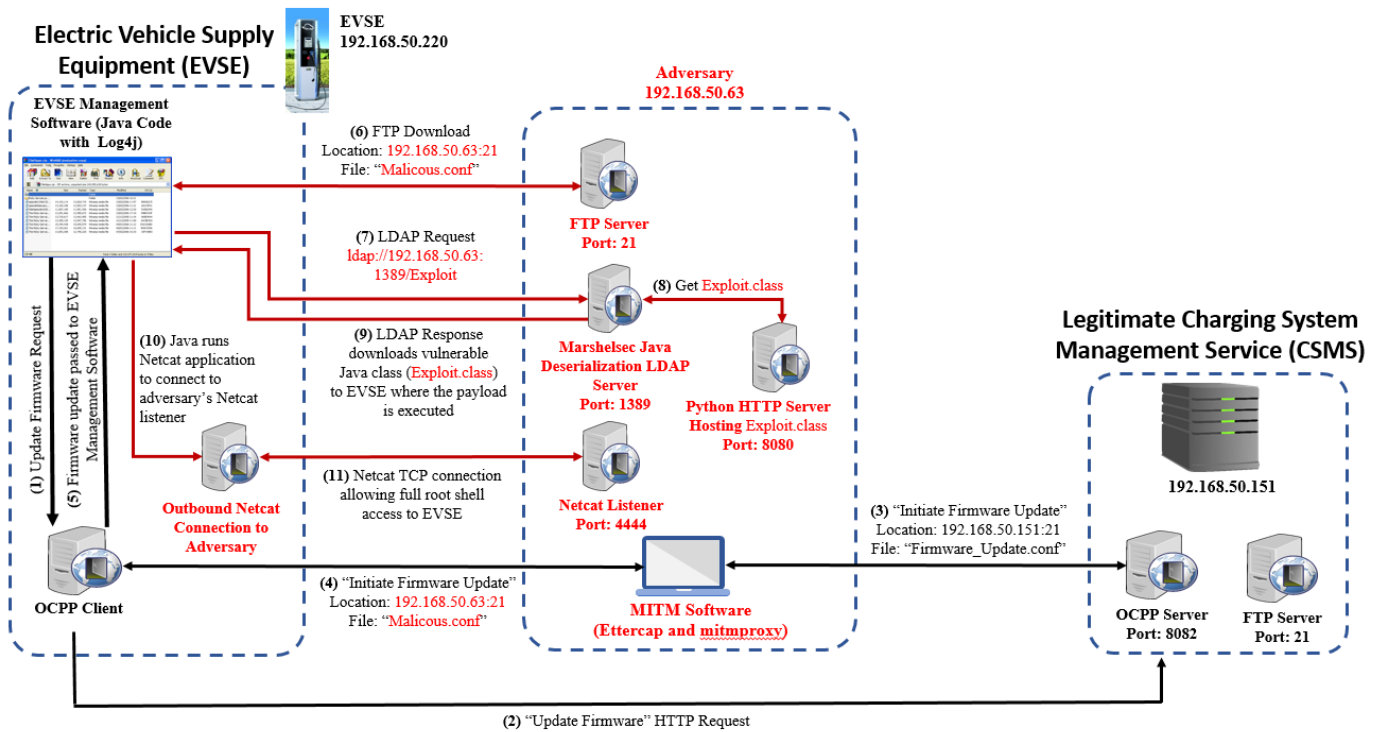 Electric Vehicle Supply
Equipment (EVSE)
EVSE
192.168.50.220
EVSE Management
Software (Java Code
with Log4j)
Adversary
192.168.50.63
(6) FTP Download
Location: 192.168.50.63:21
File: “Malicous.conf”
FTP Server
Port: 21
(7) LDAP Request
ldap://192.168.50.63:
1389/Exploit
(8) Get Exploit.class
(9) LDAP Response
downloads vulnerable
Java class (Exploit.class)
to EVSE where the payload
is executed
Marshelsec Java
Deserialization LDAP
Server
Port: 1389
Python HTTP Server
Hosting Exploit.class
Port: 8080
(1) Update Firmware Request
(5) Firmware update passed to EVSE
Management Software
(10) Java runs
Netcat application
to connect to
adversary’s Netcat
listener
Outbound Netcat
Connection to
Adversary
(11) Netcat TCP connection
allowing full root shell
access to EVSE
Netcat Listener
Port: 4444
OCPP Client
(4) “Initiate Firmware Update”
Location: 192.168.50.63:21
File: “Malicous.conf”
MITM Software
(Ettercap and mitmproxy)
Legitimate Charging System
Management Service (CSMS)
192.168.50.151
(3) “Initiate Firmware Update”
Location: 192.168.50.151:21
File: “Firmware_Update.conf”
OCPP Server
Port: 8082
FTP Server
Port: 21
(2) “Update Firmware” HTTP Request